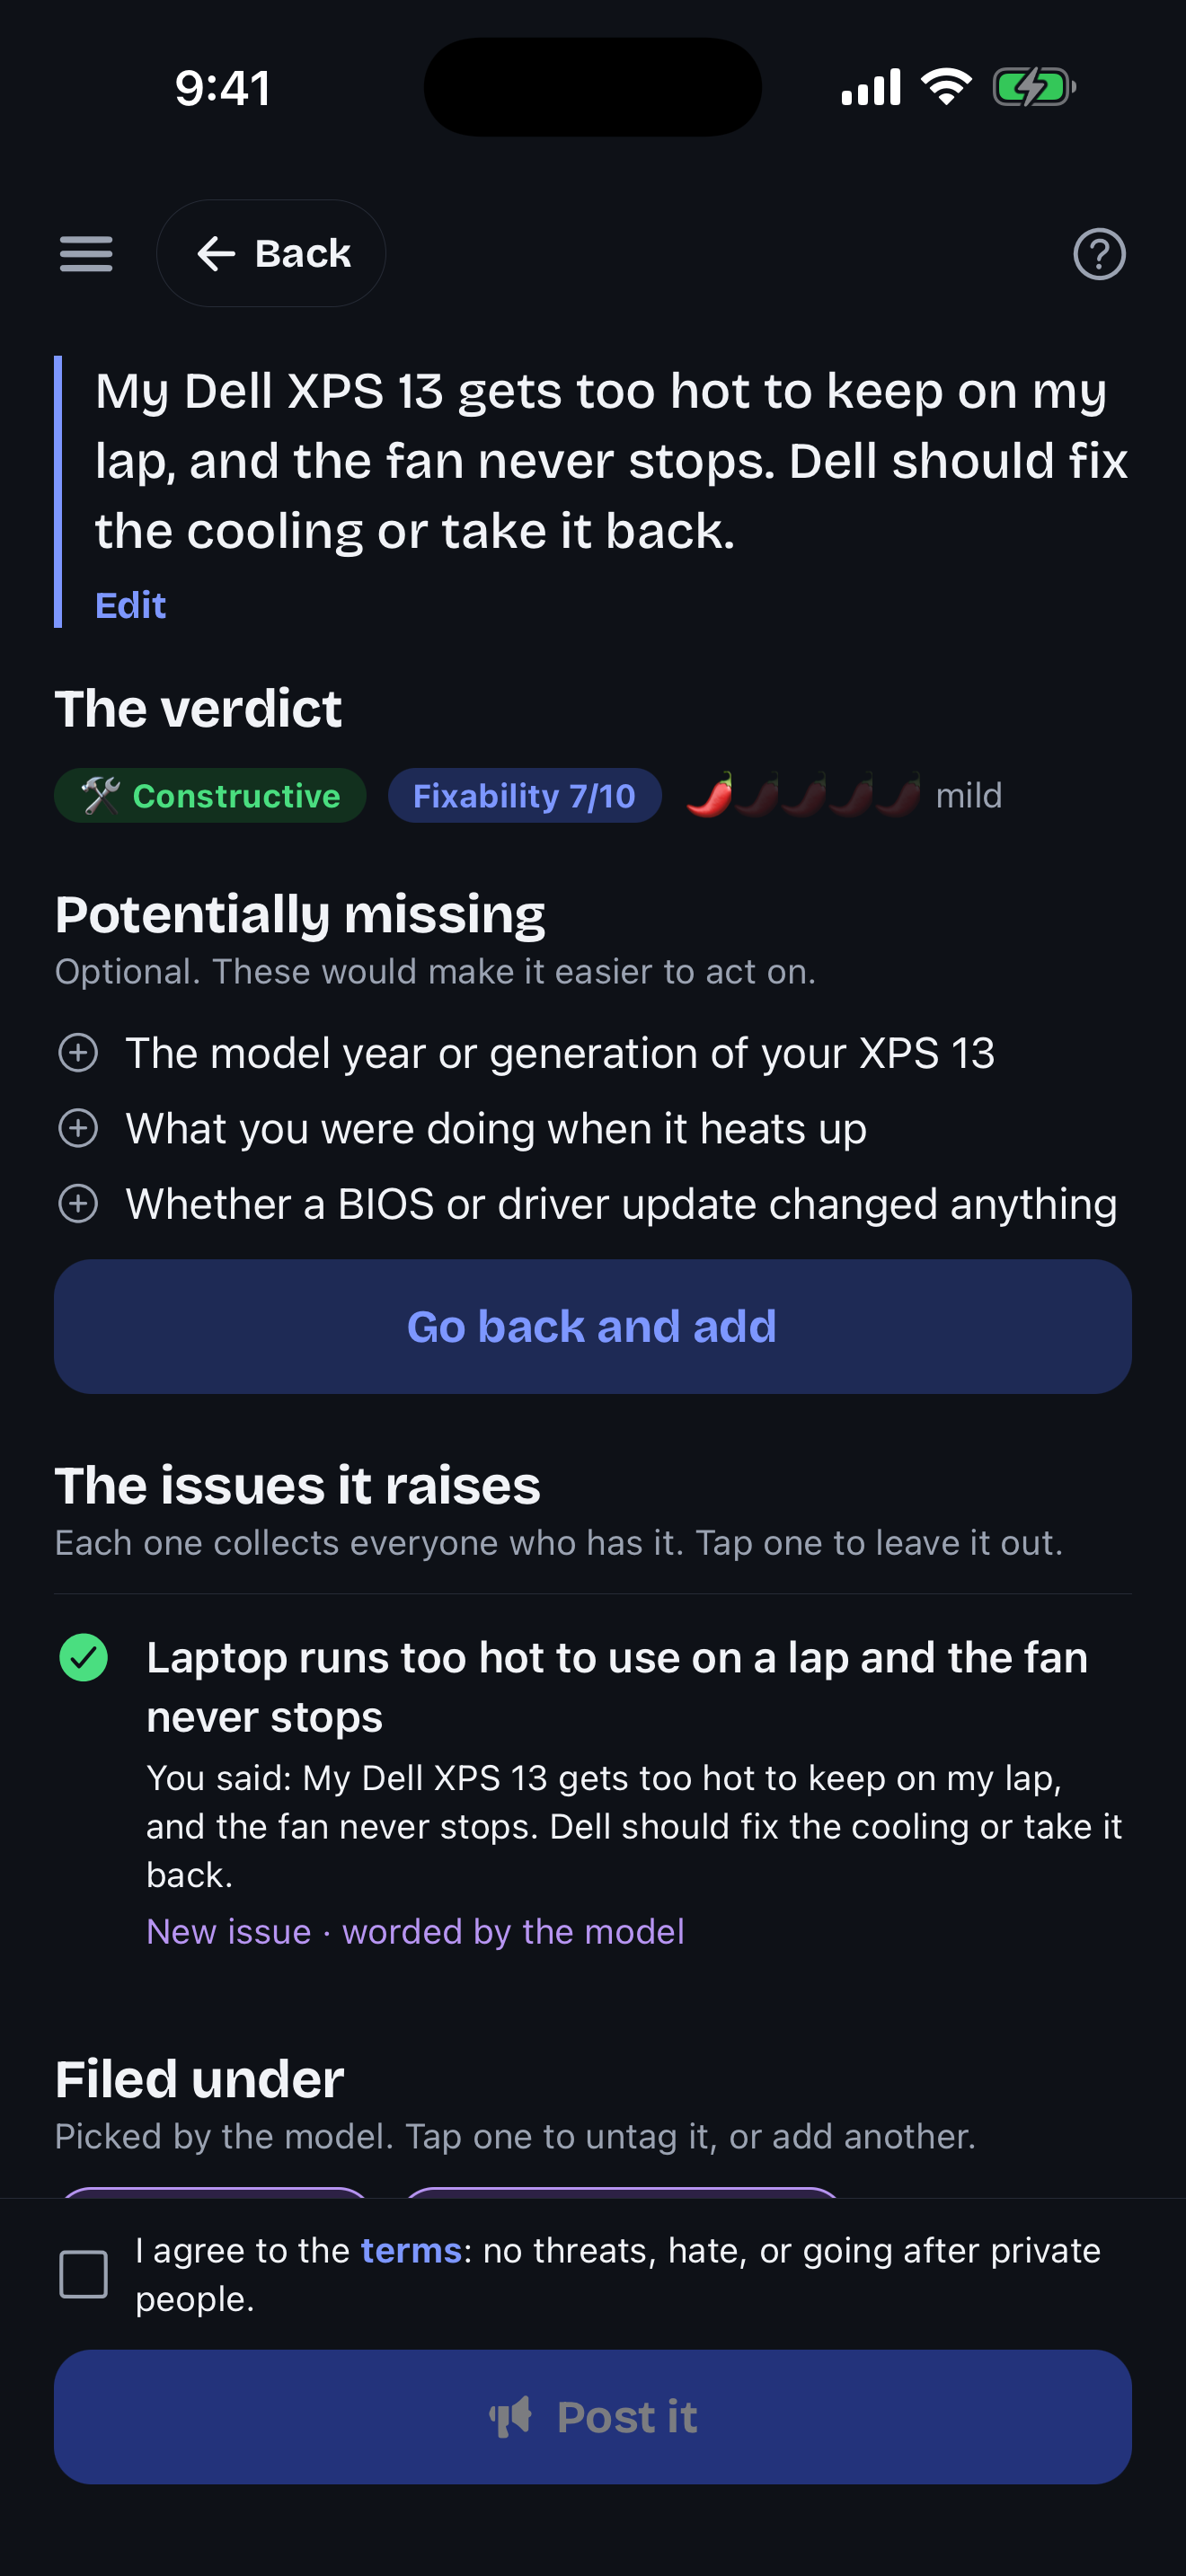 9:41
Back
My Dell XPS 13 gets too hot to keep on my
lap, and the fan never stops. Dell should fix
the cooling or take it back.
Edit
The verdict
Constructive
Fixability 7/10
mild
Potentially missing
Optional. These would make it easier to act on.
The model year or generation of your XPS 13
What you were doing when it heats up
Whether a BIOS or driver update changed anything
Go back and add
The issues it raises
Each one collects everyone who has it. Tap one to leave it out.
Laptop runs too hot to use on a lap and the fan
never stops
You said: My Dell XPS 13 gets too hot to keep on my lap,
and the fan never stops. Dell should fix the cooling or take it
back.
New issue · worded by the model
Filed under
Picked by the model. Tap one to untag it, or add another.
I agree to the terms: no threats, hate, or going after private
people.
Post it